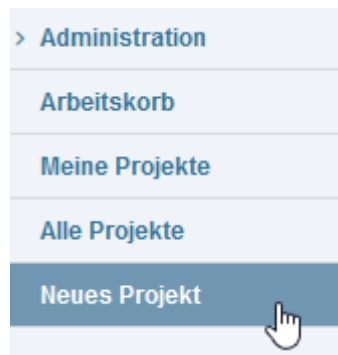 Administration
Arbeitskorb
Meine Projekte
Alle Projekte
Neues Projekt